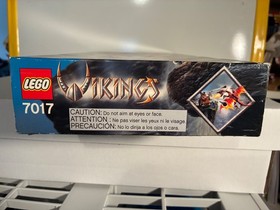 LEGO
VIKINGS
7017
CAUTION: Do not aim at eyes or face.
ATTENTION : Ne pas viser les yeux ni le visage.
PRECAUCIÓN: No lo dirija a los ojos o cara.